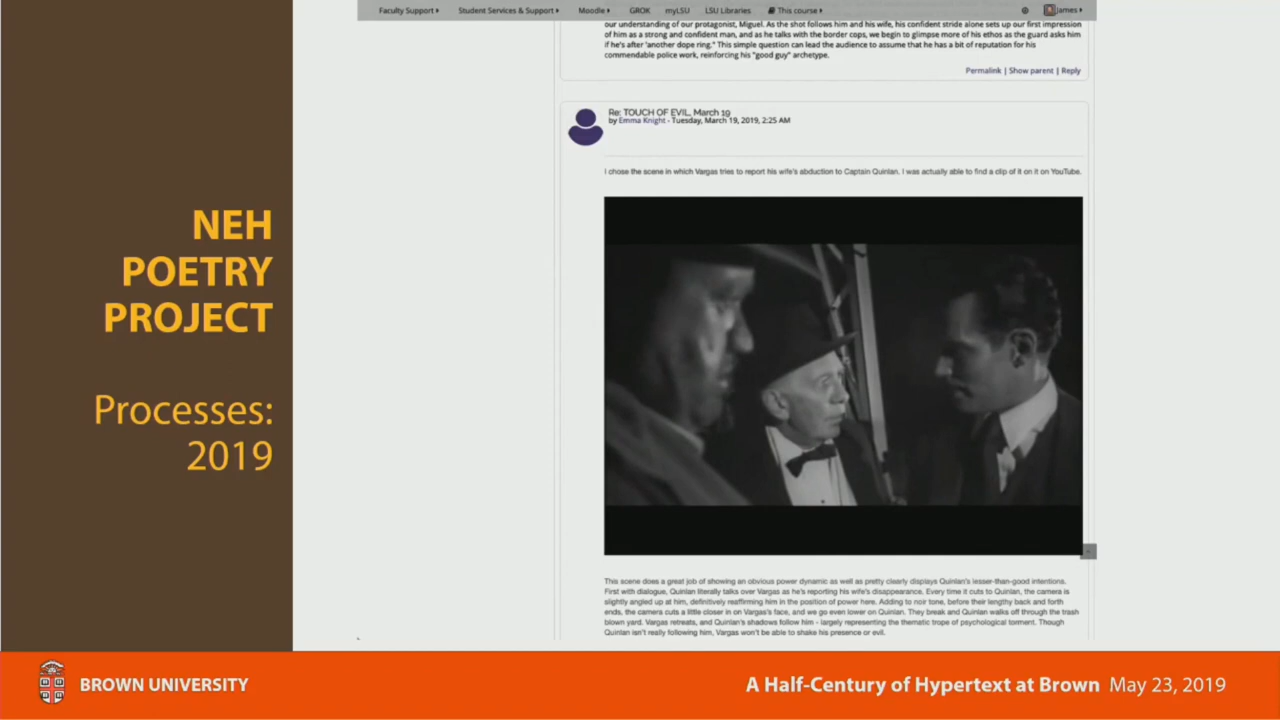 Faculty Support Student Services & Support Moodle GROK myLSU LSU Libraries This course James
our understanding of our protagonist, Miguel. As the shot follows him and his wife, his confident stride alone sets up our first impression
of him as a strong and confident man, and as he talks with the border cops, we begin to glimpse more of his ethos as the guard asks him
if he's after 'another dope ring." This simple question can lead the audience to assume that he has a bit of reputation for his
commendable police work, reinforcing his "good guy" archetype.
Permalink | Show parent | Reply
Re: TOUCH OF EVIL, March 19
by Emma Knight - Tuesday, March 19, 2019, 2:25 AM
I chose the scene in which Vargas tries to report his wife's abduction to Captain Quinlan. I was actually able to find a clip of it on it on YouTube.
NEH
POETRY
PROJECT
Processes:
2019
This scene does a great job of showing an obvious power dynamic as well as pretty clearly displays Quinlan's lesser-than-good intentions.
First with dialogue, Quinlan literally talks over Vargas as he's reporting his wife's disappearance. Every time it cuts to Quinlan, the camera is
slightly angled up at him, definitively reaffirming him in the position of power here. Adding to noir tone, before their lengthy back and forth
ends, the camera cuts a little closer in on Vargas's face, and we go even lower on Quinlan. They break and Quinlan walks off through the trash
blown yard. Vargas retreats, and Quinlan's shadows follow him - largely representing the thematic trope of psychological torment. Though
Quinlan isn't really following him, Vargas won't be able to shake his presence or evil.
BROWN UNIVERSITY
A Half-Century of Hypertext at Brown May 23, 2019